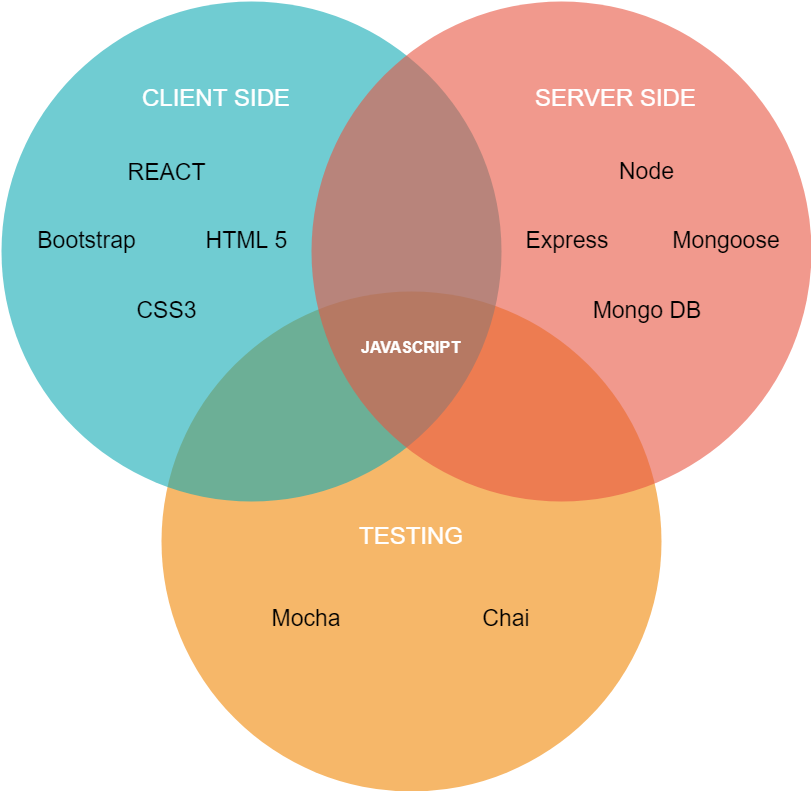 CLIENT SIDE
SERVER SIDE
REACT
Node
Bootstrap
HTML 5
Express
Mongoose
CSS3
Mongo DB
JAVASCRIPT
TESTING
Mocha
Chai